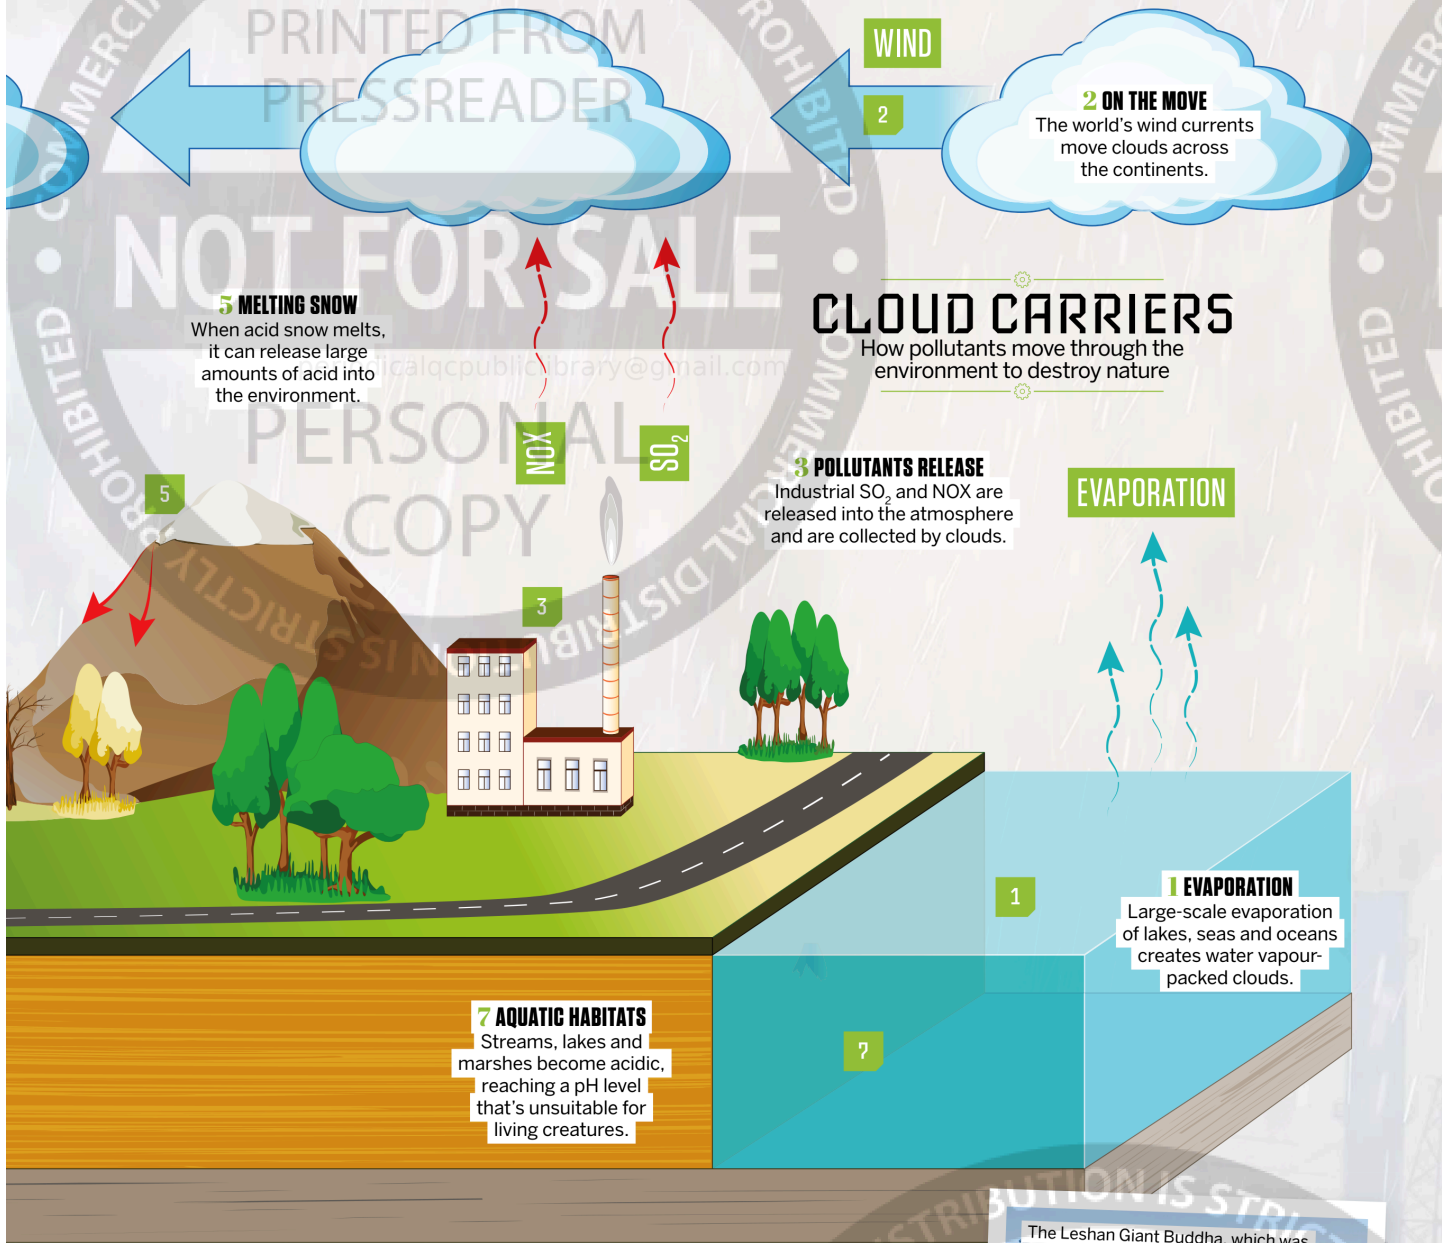 PRINTED FROM
PRESSREADER
WIND
2
2 ON THE MOVE
The world's wind currents
move clouds across
the continents.
NOT FOR SALE
5 MELTING SNOW
When acid snow melts,
it can release large
amounts of acid into
the environment.
CLOUD CARRIERS
How pollutants move through the
environment to destroy nature
PERSONAL
COPY
NOX
SO₂
3 POLLUTANTS RELEASE
Industrial SO₂ and NOX are
released into the atmosphere
and are collected by clouds.
EVAPORATION
5
3
1
1 EVAPORATION
Large-scale evaporation
of lakes, seas and oceans
creates water vapour-
packed clouds.
7 AQUATIC HABITATS
Streams, lakes and
marshes become acidic,
reaching a pH level
that's unsuitable for
living creatures.
7
The Leshan Giant Buddha, which was